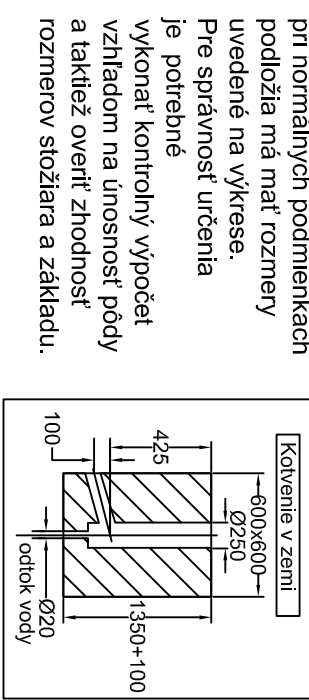 pri normálnych podmienkach
podložia má mať rozmery
uvedené na výkrese.
Pre správnosť určenia
je potrebné
vykonať kontrolný výpočet
vzhľadom na únosnosť pôdy
a taktiež overiť zhodnosť
rozmerov stožiara a základu.
Kotvenie v zemi
600x600
Ø250
425
100
1350+100
Ø20
odtok vody